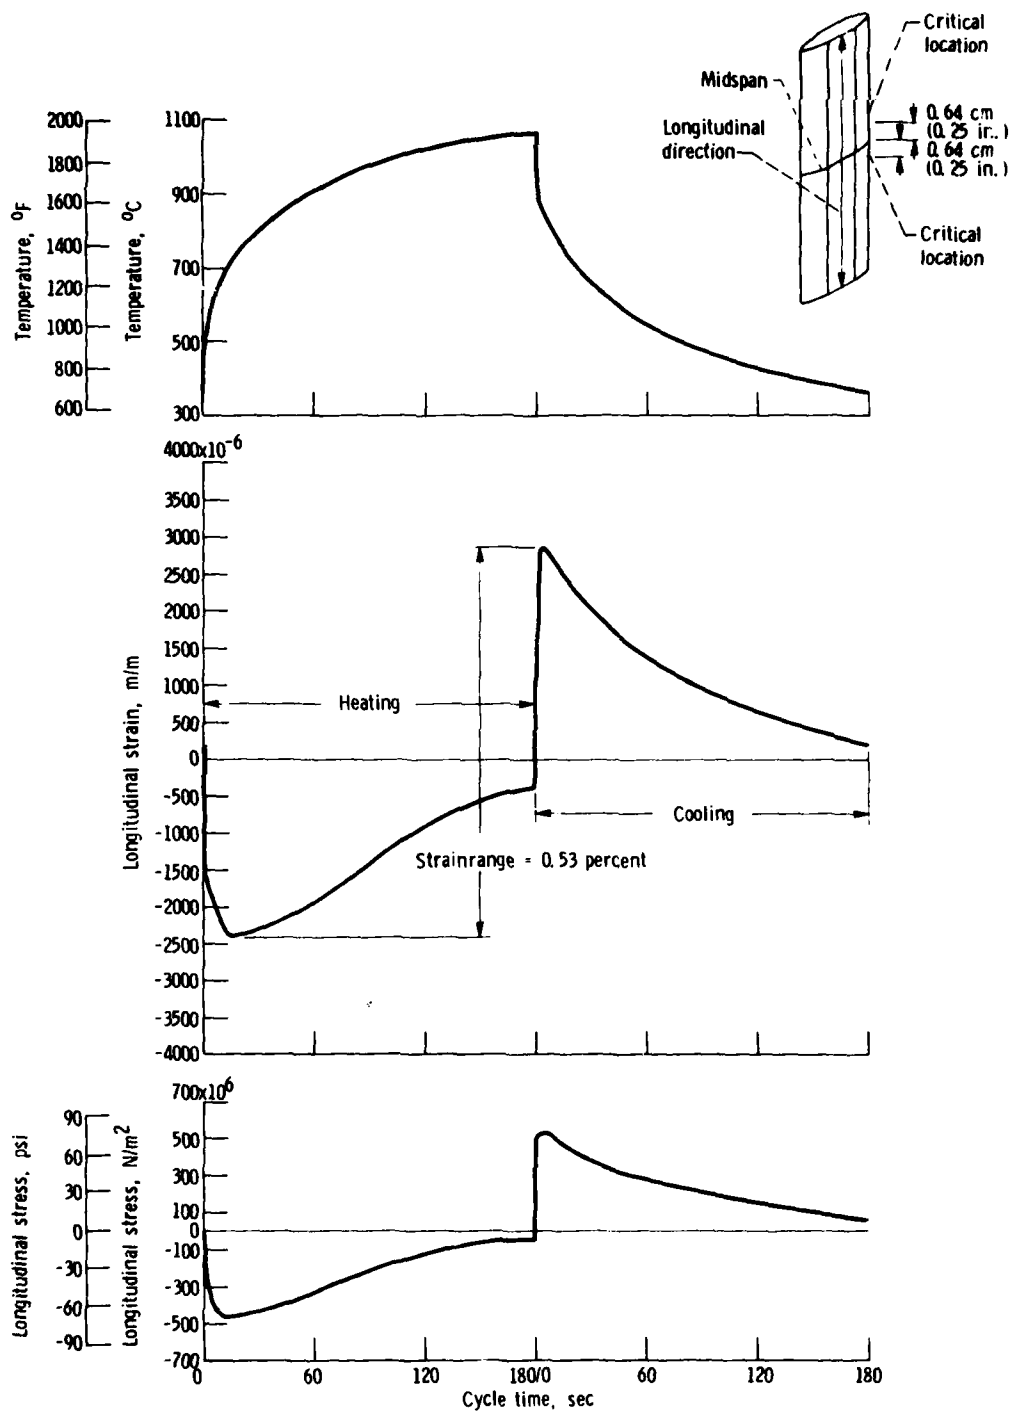 Critical
location
Midspan
0.64 cm
(0.25 in.)
0.64 cm
(0.25 in.)
Longitudinal
direction
Critical
location
Temperature, °F
2000
1800
1600
1400
1200
1000
800
600
Temperature, °C
1100
900
700
500
300
4000x10-6
3500
3000
2500
2000
1500
1000
500
0
-500
-1000
-1500
-2000
-2500
-3000
-3500
-4000
Longitudinal strain, m/m
Heating
Cooling
Strainrange = 0.53 percent
Longitudinal stress, psi
90
60
30
0
-30
-60
-90
Longitudinal stress, N/m2
700x106
500
300
100
0
-100
-300
-500
-700
0 60 120 180/0 60 120 180
Cycle time, sec